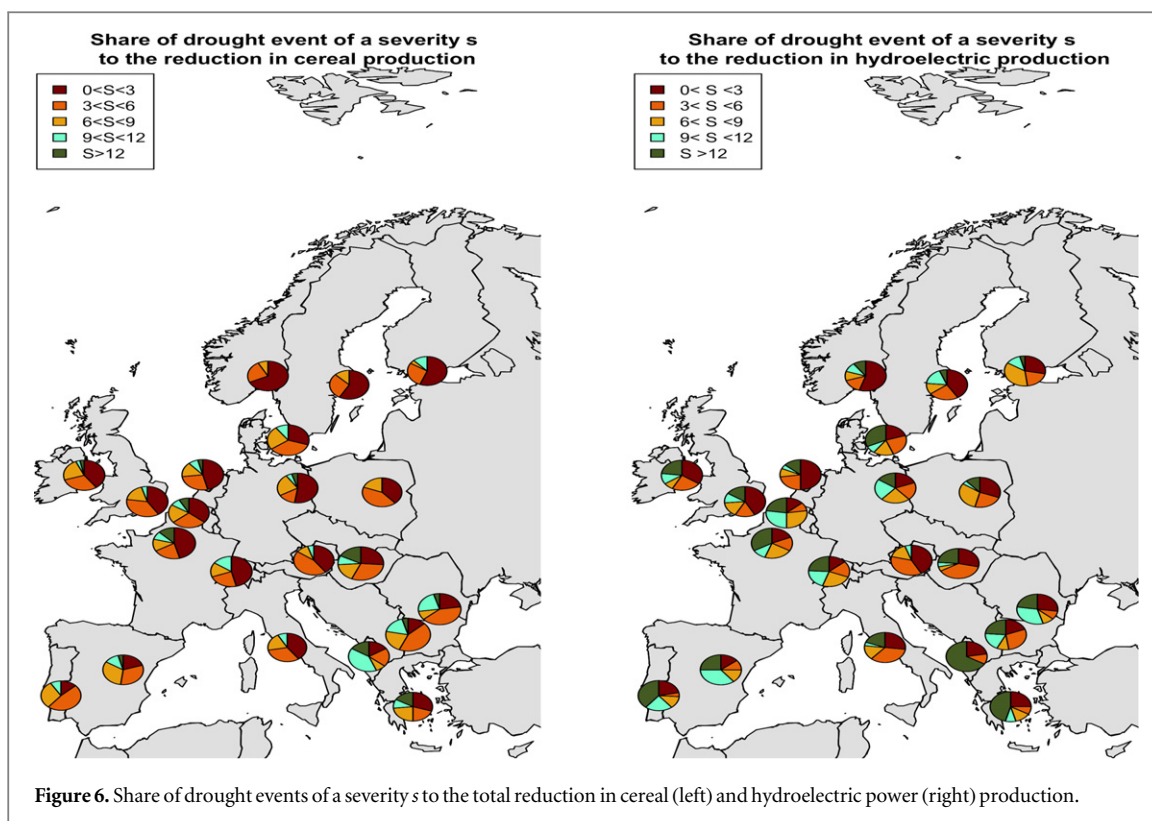 Share of drought event of a severity s
to the reduction in cereal production
0<S<3
3<S<6
6<S<9
9<S<12
S>12
Share of drought event of a severity s
to the reduction in hydroelectric production
0< S <3
3< S <6
6< S <9
9< S <12
S >12
Figure 6. Share of drought events of a severity s to the total reduction in cereal (left) and hydroelectric power (right) production.